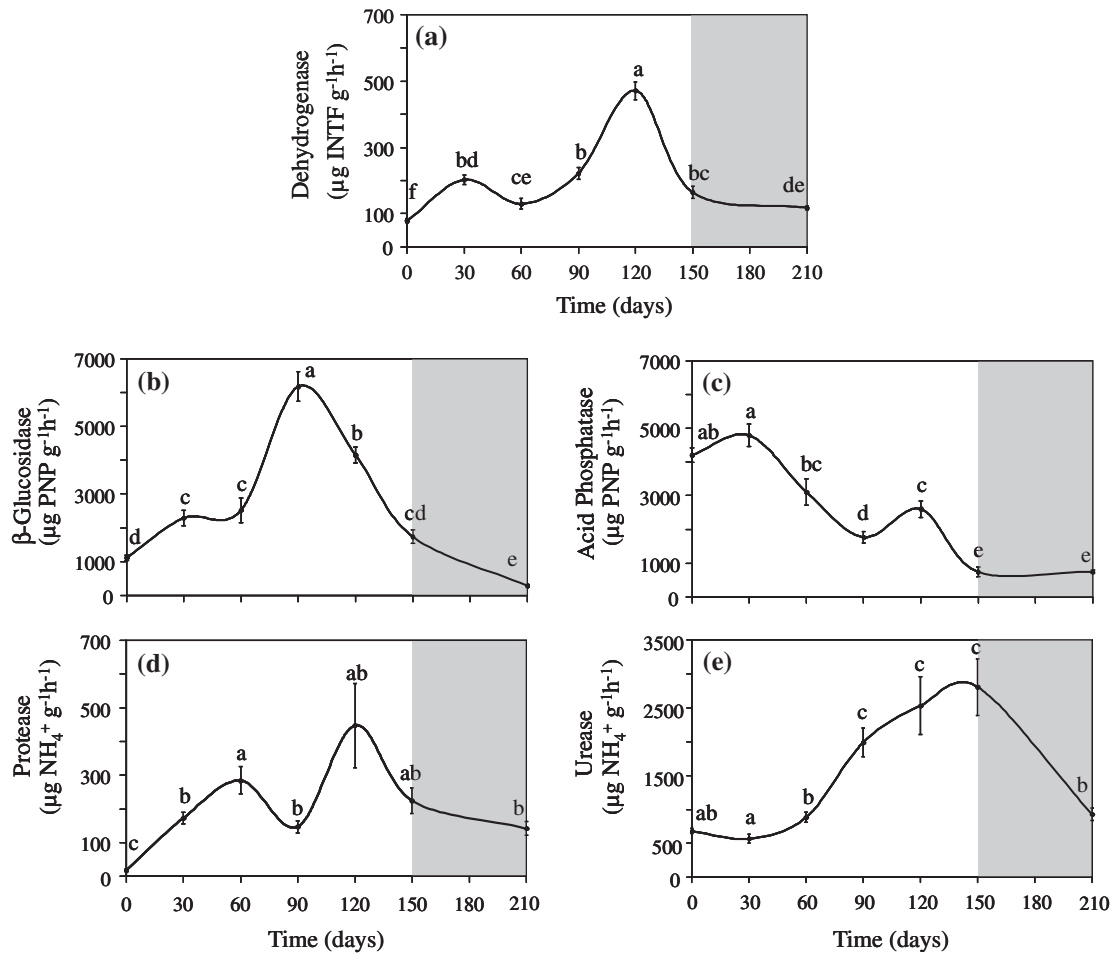 (a)
Dehydrogenase
(µg INTF g⁻¹h⁻¹)
700
500
300
100
0
f
bd
ce
b
a
bc
de
0 30 60 90 120 150 180 210
Time (days)
(b)
β-Glucosidase
(µg PNP g⁻¹h⁻¹)
7000
5000
3000
1000
0
d
c
c
a
b
cd
e
(c)
Acid Phosphatase
(µg PNP g⁻¹h⁻¹)
7000
5000
3000
1000
0
ab
a
bc
d
c
e
e
(d)
Protease
(µg NH₄⁺ g⁻¹h⁻¹)
700
500
300
100
0
c
b
a
b
ab
ab
b
0 30 60 90 120 150 180 210
Time (days)
(e)
Urease
(µg NH₄⁺ g⁻¹h⁻¹)
3500
2500
1500
500
0
ab
a
b
c
c
c
b
0 30 60 90 120 150 180 210
Time (days)